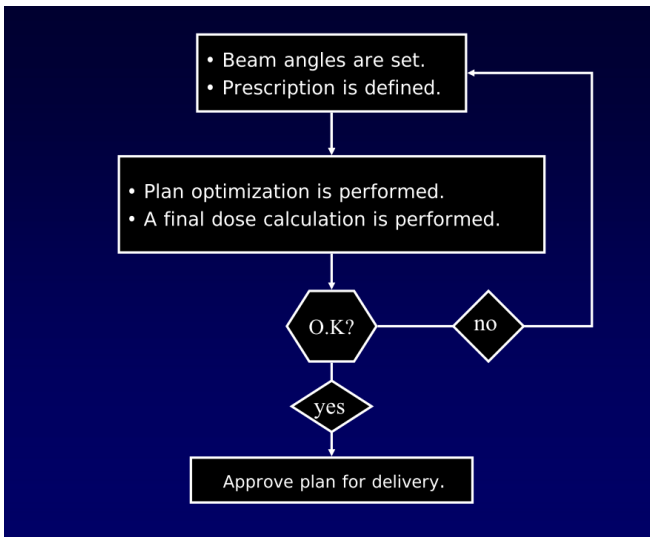 • Beam angles are set.
• Prescription is defined.
• Plan optimization is performed.
• A final dose calculation is performed.
O.K?
no
yes
Approve plan for delivery.